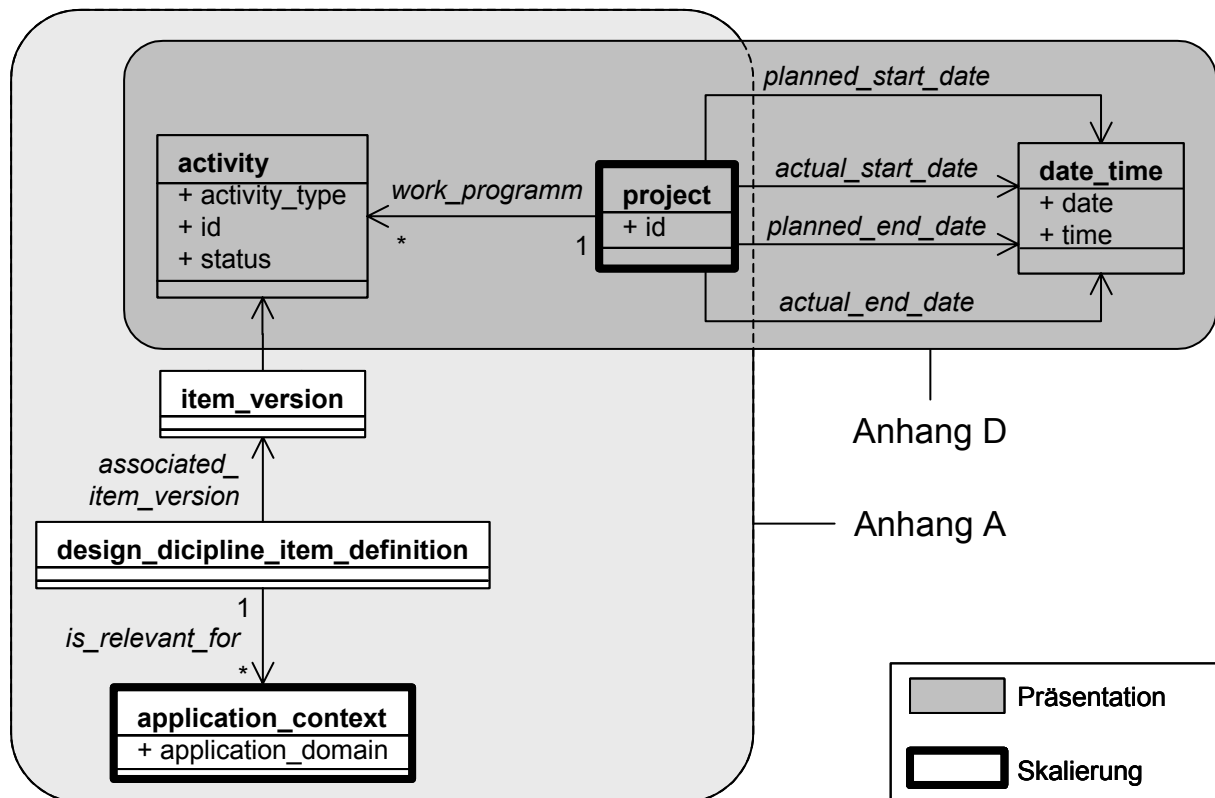 planned_start_date
activity
+ activity_type
+ id
+ status
work_programm
*
1
project
+ id
actual_start_date
planned_end_date
actual_end_date
date_time
+ date
+ time
item_version
Anhang D
associated_
item_version
Anhang A
design_dicipline_item_definition
1
is_relevant_for
*
application_context
+ application_domain
Präsentation
Skalierung